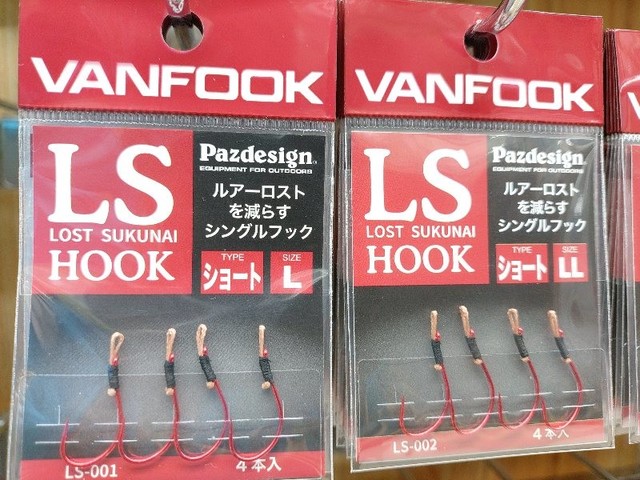 VANFOOK
LS
LOST SUKUNAI
HOOK
Pazdesign
EQUIPMENT FOR OUTDOORS
ルアーロスト
を減らす
シングルフック
TYPE
ショート
SIZE
L
LS-001
4本入
VANFOOK
LS
LOST SUKUNAI
HOOK
Pazdesign
EQUIPMENT FOR OUTDOORS
ルアーロスト
を減らす
シングルフック
TYPE
ショート
SIZE
LL
LS-002
4本入